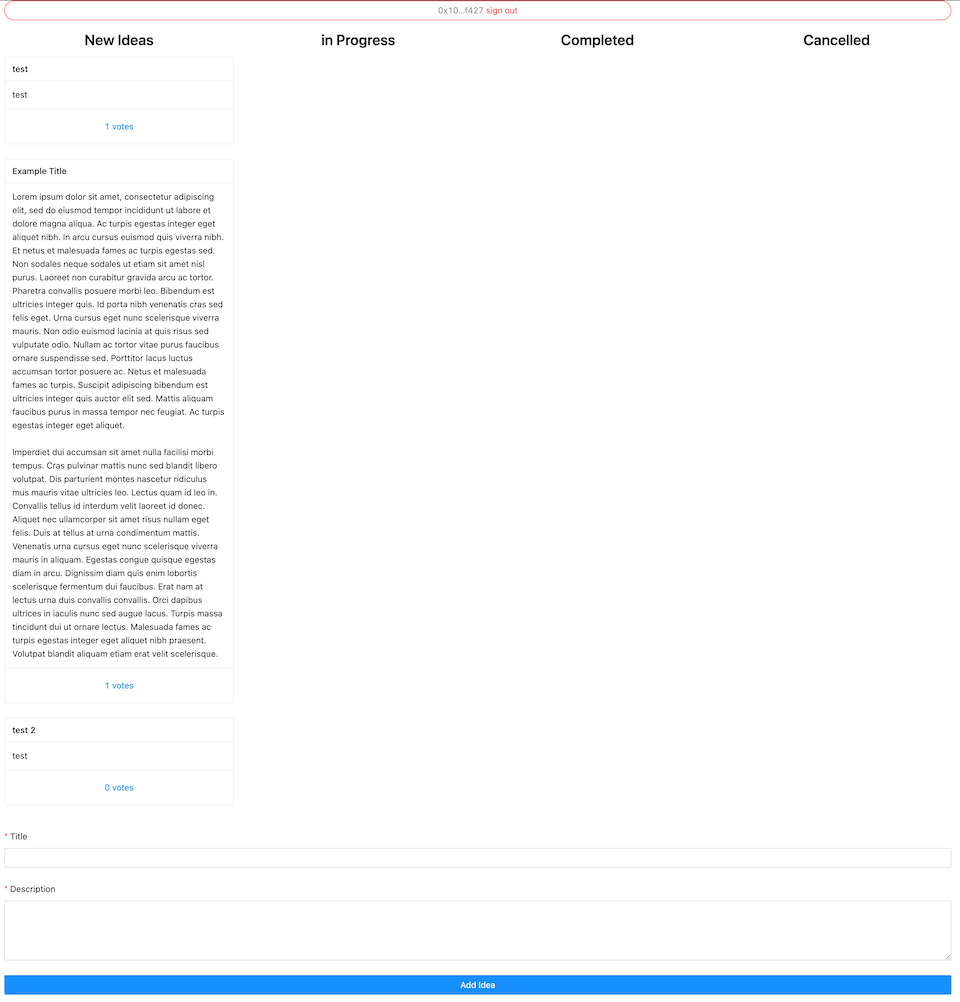 0x10...f427 sign out
New Ideas
in Progress
Completed
Cancelled
test
test
1 votes
Example Title
Lorem ipsum dolor sit amet, consectetur adipiscing
elit, sed do eiusmod tempor incididunt ut labore et
dolore magna aliqua. Ac turpis egestas integer eget
aliquet nibh. In arcu cursus euismod quis viverra nibh.
Et netus et malesuada fames ac turpis egestas sed.
Non sodales neque sodales ut etiam sit amet nisl
purus. Laoreet non curabitur gravida arcu ac tortor.
Pharetra convallis posuere morbi leo. Bibendum est
ultricies integer quis. Id porta nibh venenatis cras sed
felis eget. Urna cursus eget nunc scelerisque viverra
mauris. Non odio euismod lacinia at quis risus sed
vulputate odio. Nullam ac tortor vitae purus faucibus
ornare suspendisse sed. Porttitor lacus luctus
accumsan tortor posuere ac. Netus et malesuada
fames ac turpis. Suscipit adipiscing bibendum est
ultricies integer quis auctor elit sed. Mattis aliquam
faucibus purus in massa tempor nec feugiat. Ac turpis
egestas integer eget aliquet.
Imperdiet dui accumsan sit amet nulla facilisi morbi
tempus. Cras pulvinar mattis nunc sed blandit libero
volutpat. Dis parturient montes nascetur ridiculus
mus mauris vitae ultricies leo. Lectus quam id leo in.
Convallis tellus id interdum velit laoreet id donec.
Aliquet nec ullamcorper sit amet risus nullam eget
felis. Duis at tellus at urna condimentum mattis.
Venenatis urna cursus eget nunc scelerisque viverra
mauris in aliquam. Egestas congue quisque egestas
diam in arcu. Dignissim diam quis enim lobortis
scelerisque fermentum dui faucibus. Erat nam at
lectus urna duis convallis convallis. Orci dapibus
ultrices in iaculis nunc sed augue lacus. Turpis massa
tincidunt dui ut ornare lectus. Malesuada fames ac
turpis egestas integer eget aliquet nibh praesent.
Volutpat blandit aliquam etiam erat velit scelerisque.
1 votes
test 2
test
0 votes
* Title
* Description
Add Idea